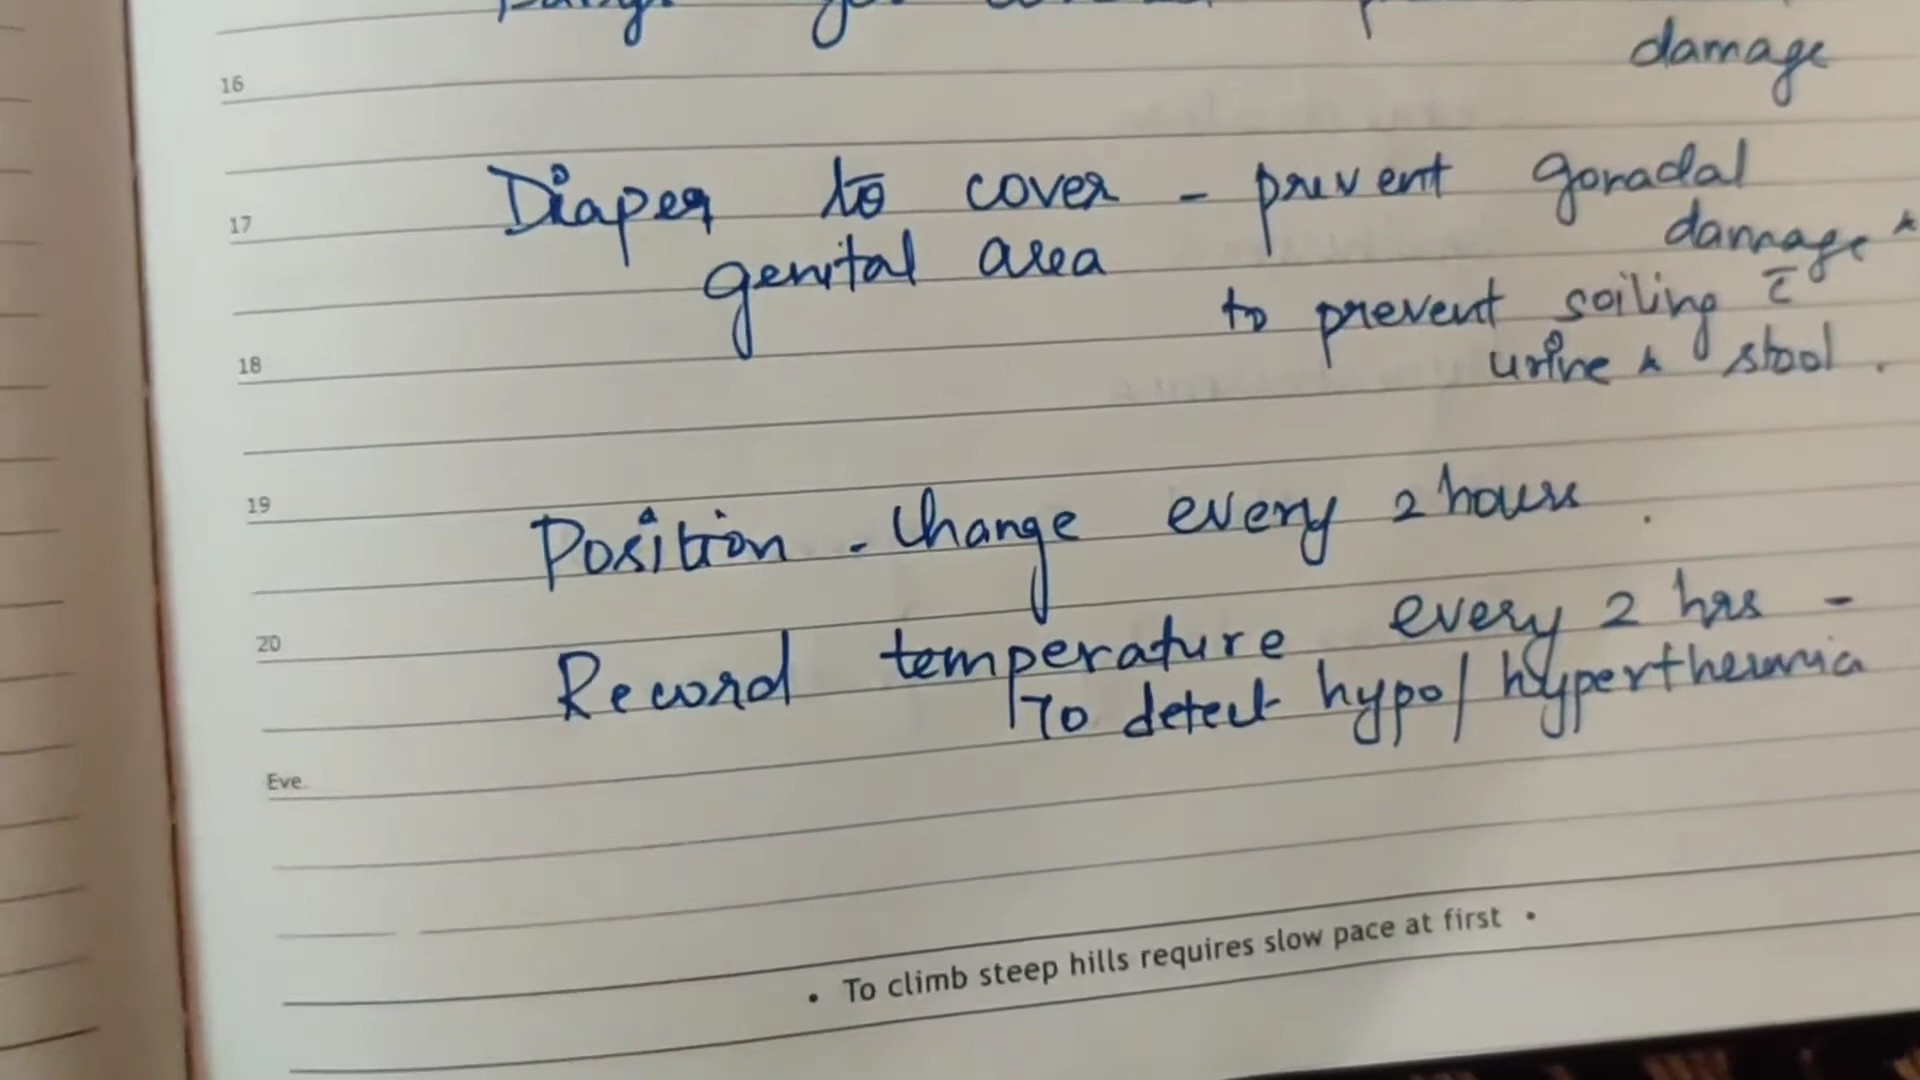 damage
16
Diaper to cover - prevent gonadal
17
genital area damage &
to prevent soiling c̄
18
urine & stool.
19
Position - Change every 2 hours.
20
Record temperature every 2 hrs -
To detect hypo/hyperthermia
Eve.
• To climb steep hills requires slow pace at first •